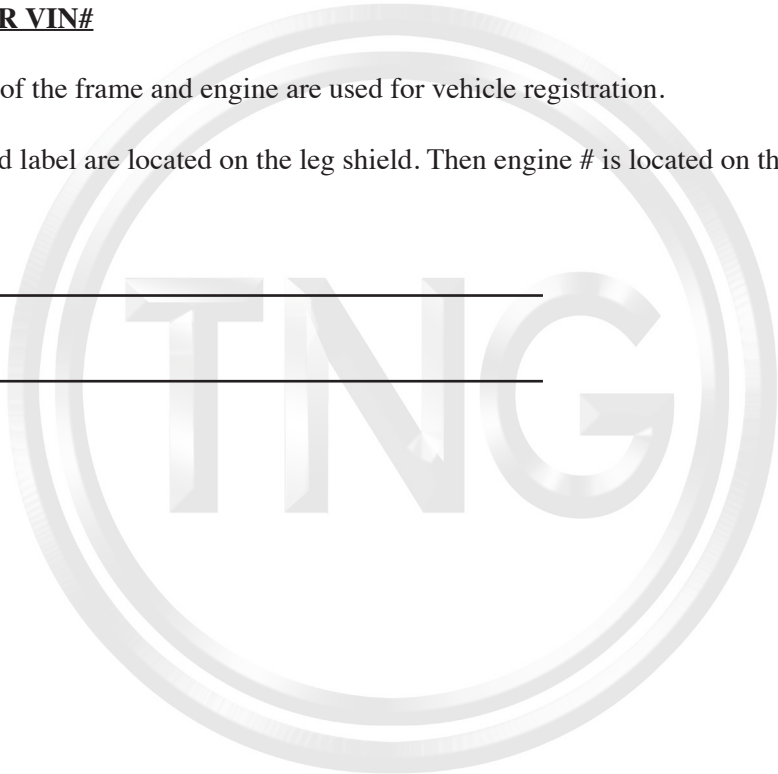 R VIN#
of the frame and engine are used for vehicle registration.
d label are located on the leg shield. Then engine # is located on th
TNG